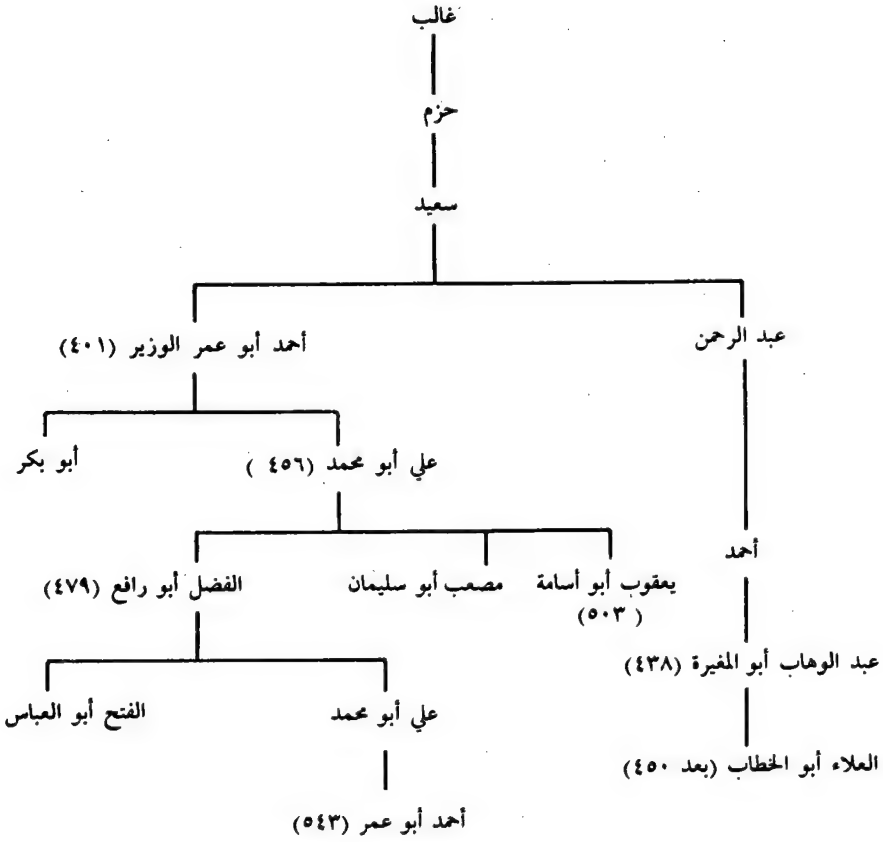 غالب
حزم
سعيد
عبد الرحمن
أحمد أبو عمر الوزير (٤٠١)
علي أبو محمد (٤٥٦ )
أبو بكر
أحمد
يعقوب أبو أسامة
(٥٠٣ )
مصعب أبو سليمان
الفضل أبو رافع (٤٧٩)
عبد الوهاب أبو المغيرة (٤٣٨)
علي أبو محمد
الفتح أبو العباس
العلاء أبو الخطاب (بعد ٤٥٠)
أحمد أبو عمر (٥٤٣)